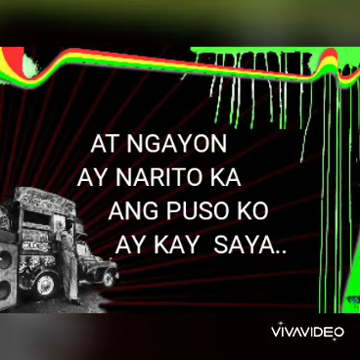 AT NGAYON
AY NARITO KA
ANG PUSO KO
AY KAY SAYA..
VIVAVIDEO